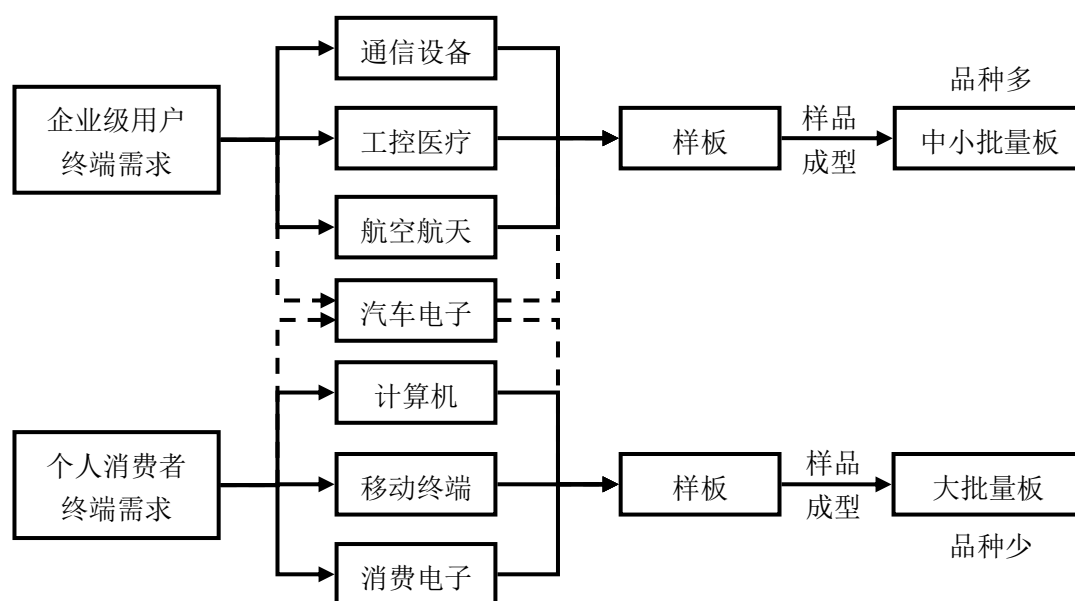 通信设备
品种多
企业级用户
终端需求
工控医疗
样板
样品
成型
中小批量板
航空航天
汽车电子
计算机
个人消费者
终端需求
移动终端
样板
样品
成型
大批量板
品种少
消费电子